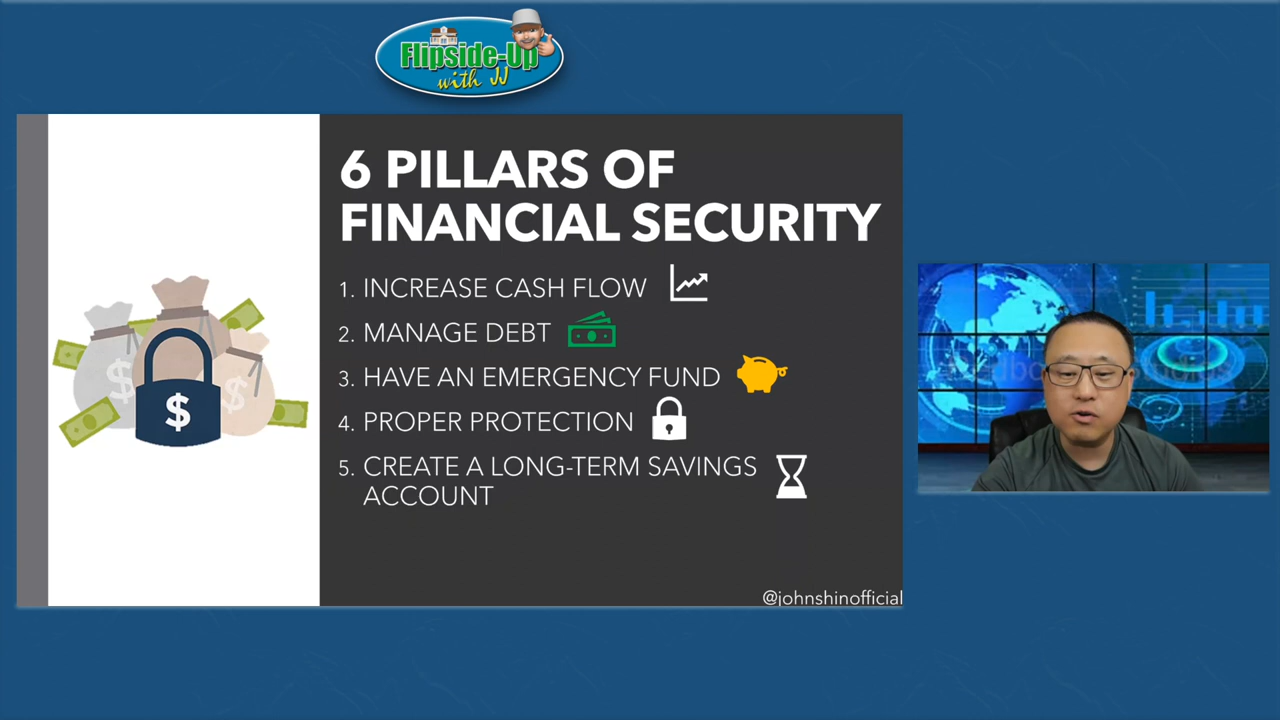 Flipside-Up
with JJ
6 PILLARS OF
FINANCIAL SECURITY
1. INCREASE CASH FLOW
2. MANAGE DEBT
3. HAVE AN EMERGENCY FUND
4. PROPER PROTECTION
5. CREATE A LONG-TERM SAVINGS
ACCOUNT
@johnshinofficial
$
$
$